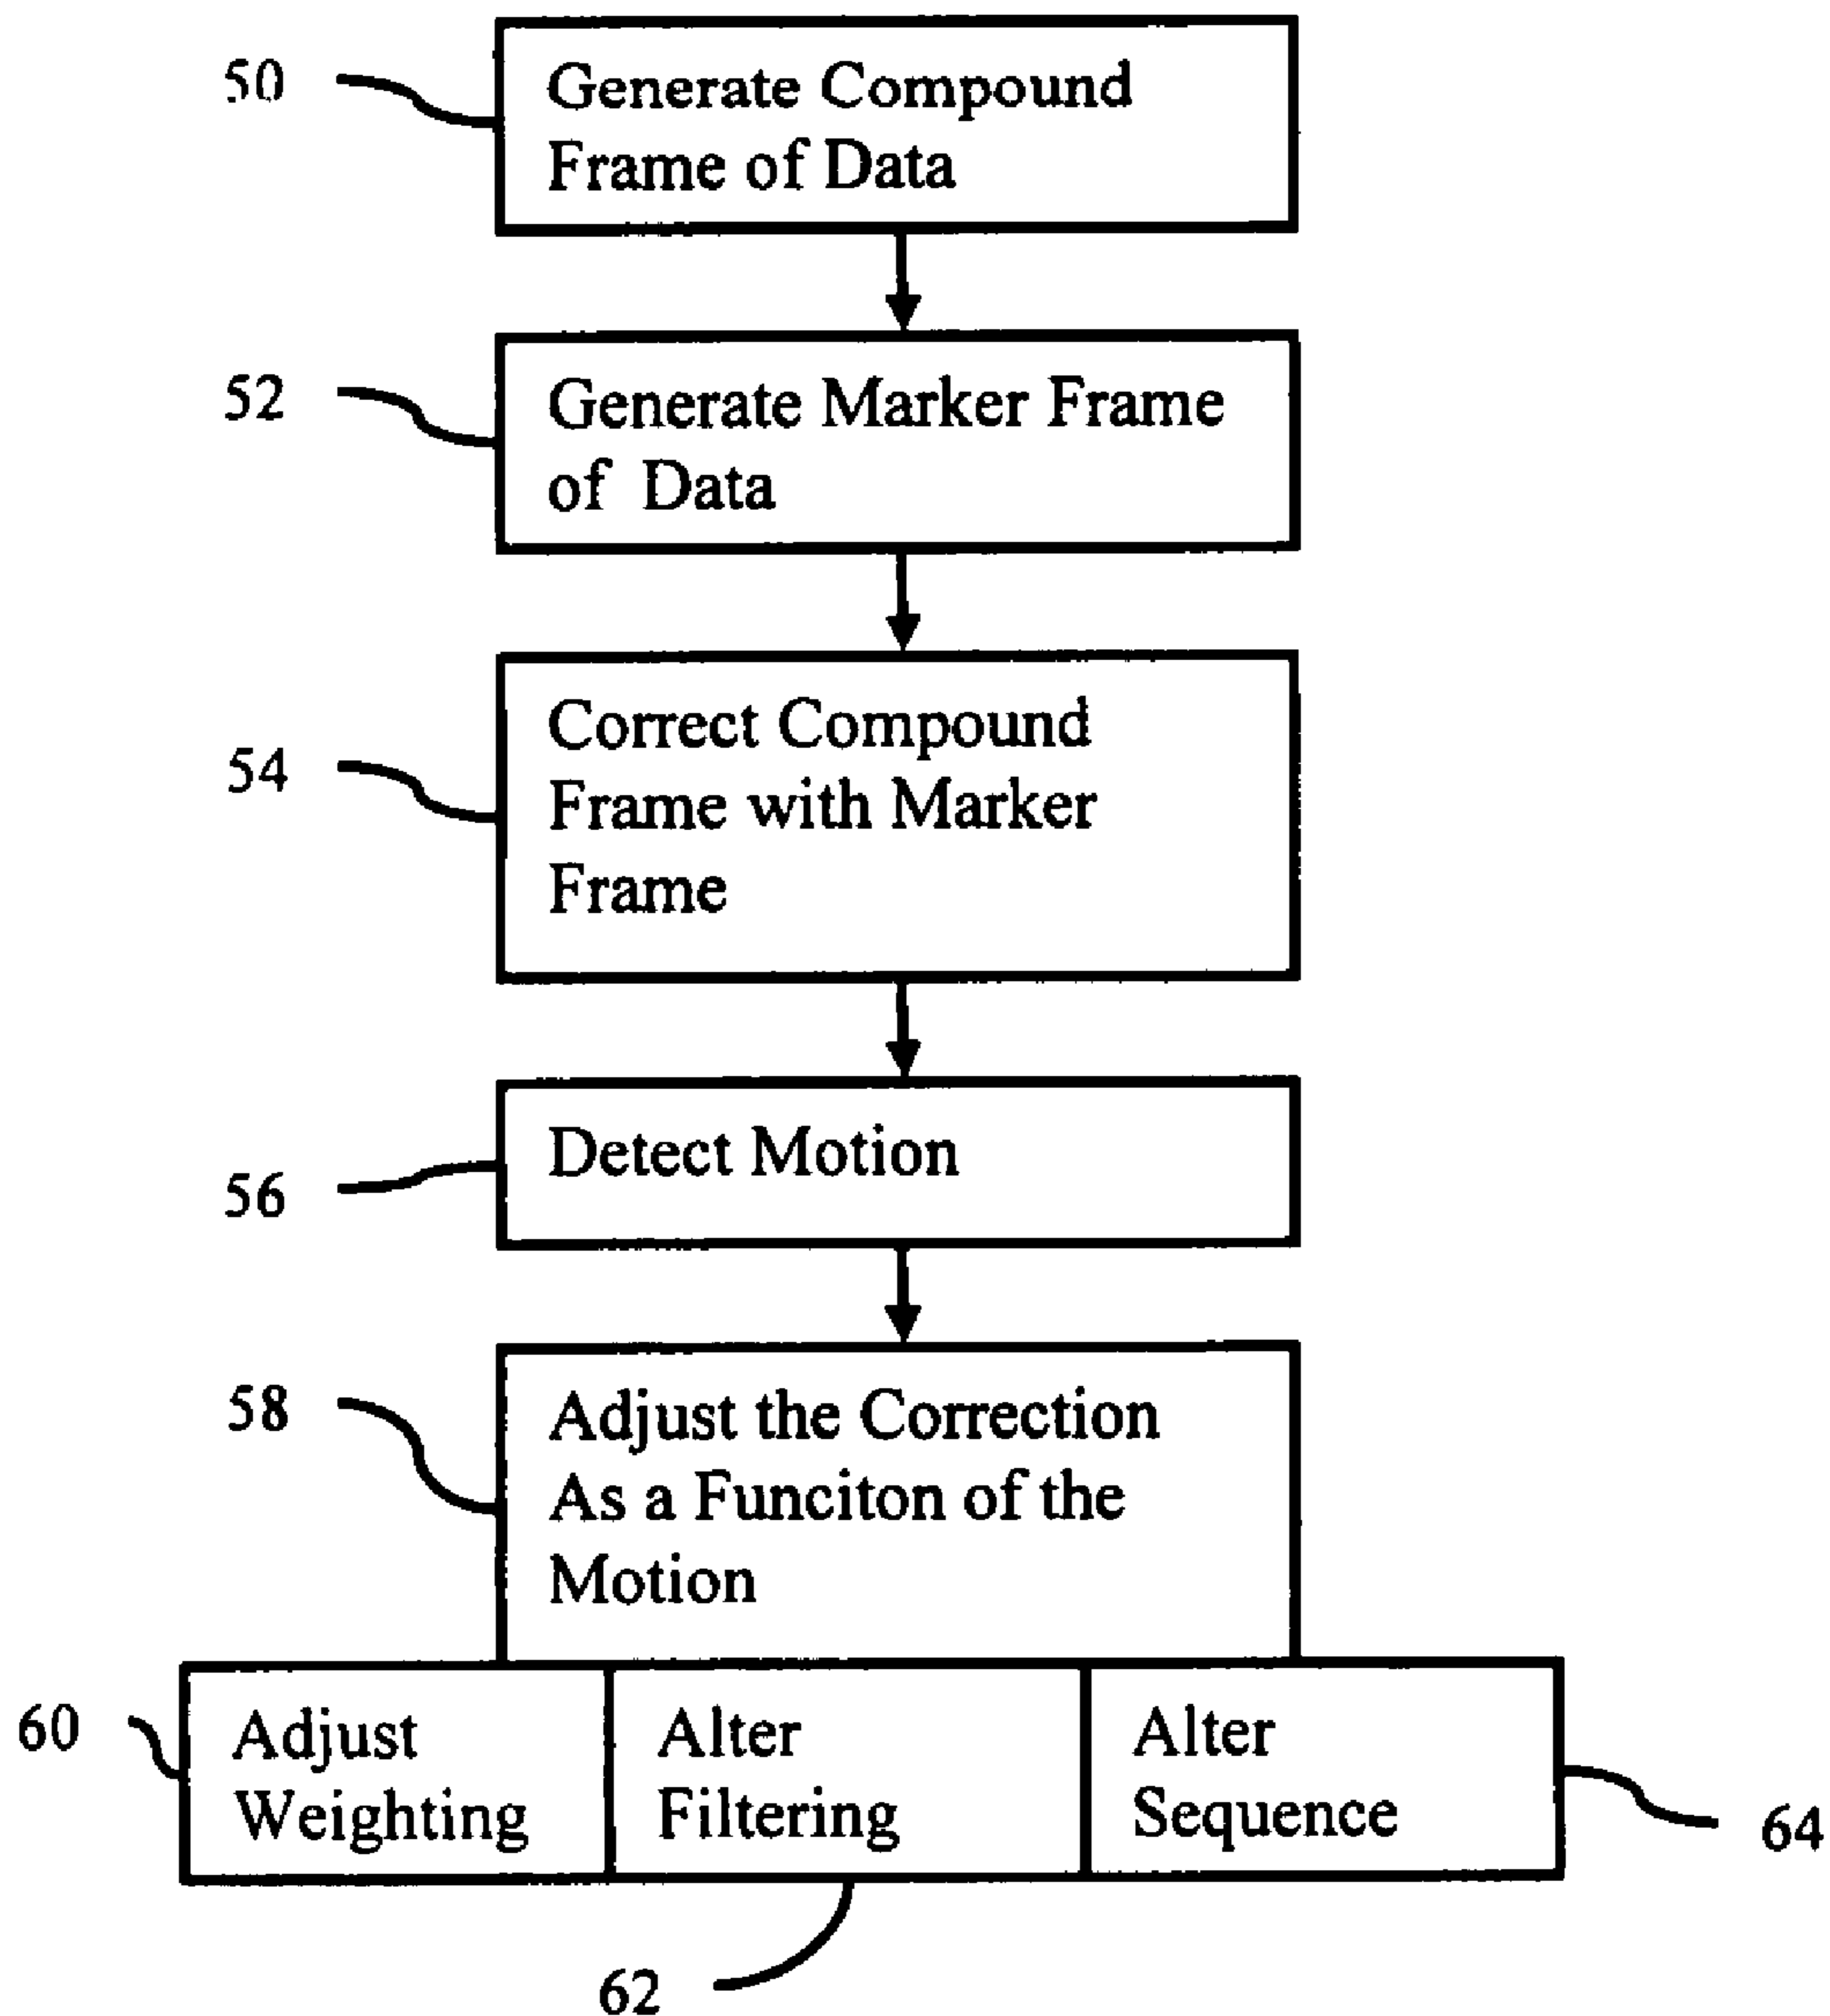 50
Generate Compound
Frame of Data
52
Generate Marker Frame
of Data
54
Correct Compound
Frame with Marker
Frame
56
Detect Motion
58
Adjust the Correction
As a Funciton of the
Motion
60
Adjust
Weighting
Alter
Filtering
Alter
Sequence
64
62